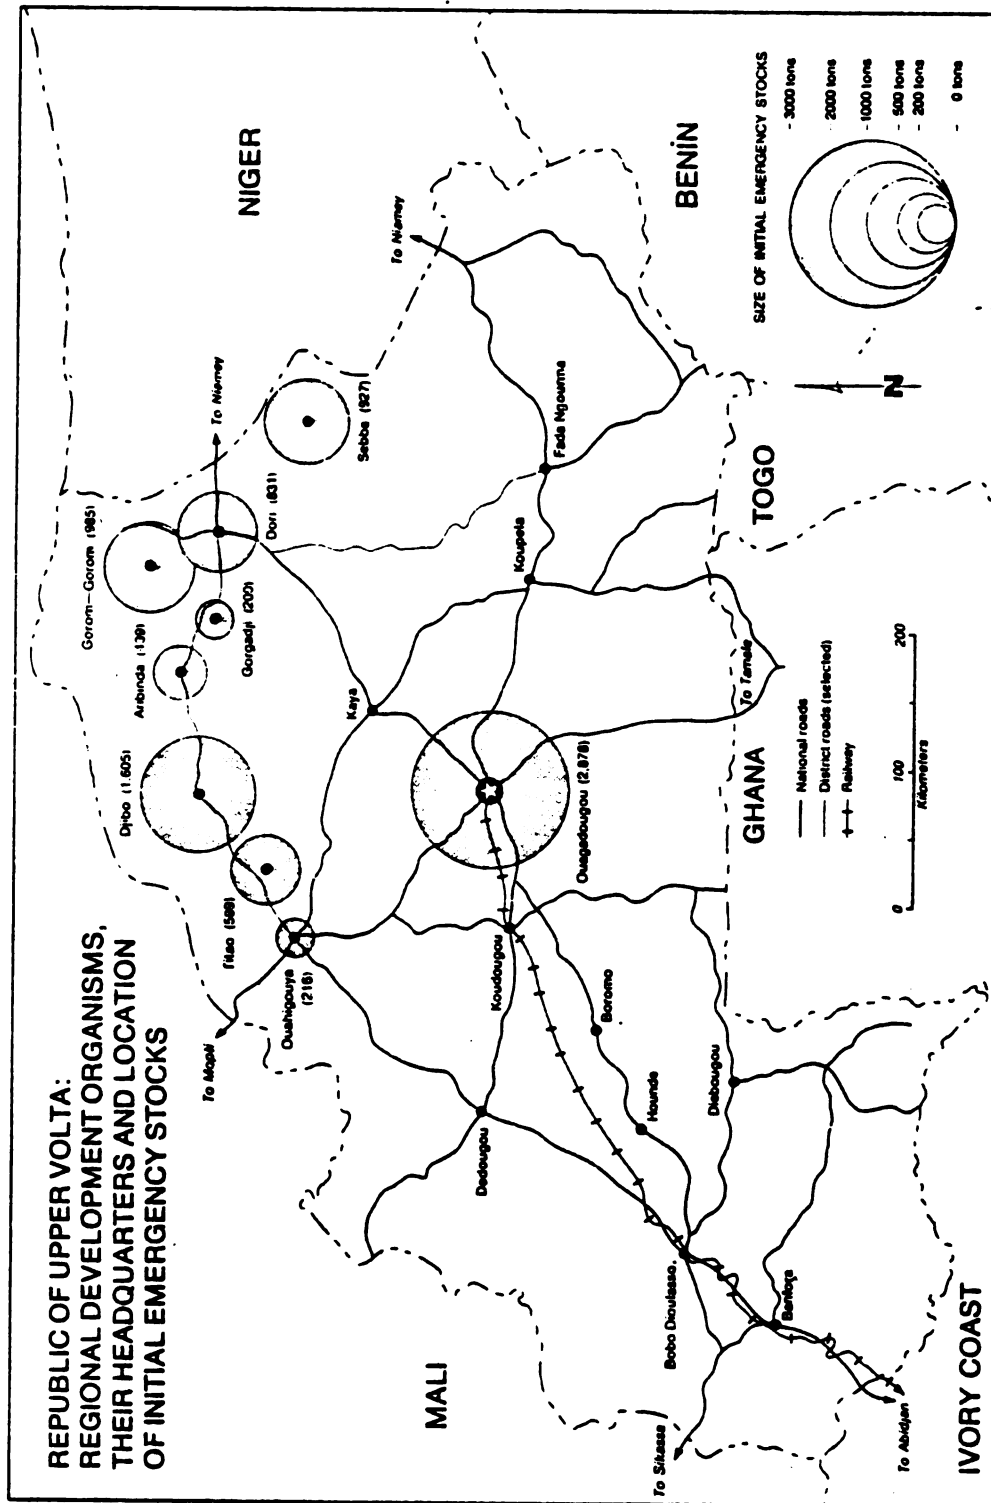 REPUBLIC OF UPPER VOLTA:
REGIONAL DEVELOPMENT ORGANISMS,
THEIR HEADQUARTERS AND LOCATION
OF INITIAL EMERGENCY STOCKS
NIGER
MALI
BENIN
TOGO
GHANA
IVORY COAST
To Mopti
Ouahigouya
(216)
Titao
Djibo (1.605)
Aribinda
Gorom-Gorom (985)
Gorgadji (200)
Dori (831)
To Niamey
Sebba (927)
To Niamey
Kaya
Ouagadougou (2.878)
Koupela
Fada Ngourma
Dedougou
Koudougou
Boromo
Hounde
Diebougou
Bobo Dioulasso
Banfora
To Sikasso
To Abidjan
To Tamale
National roads
District roads (selected)
Railway
0 100 200
Kilometers
N
SIZE OF INITIAL EMERGENCY STOCKS
- 3000 tons
- 2000 tons
- 1000 tons
- 500 tons
- 200 tons
- 0 tons